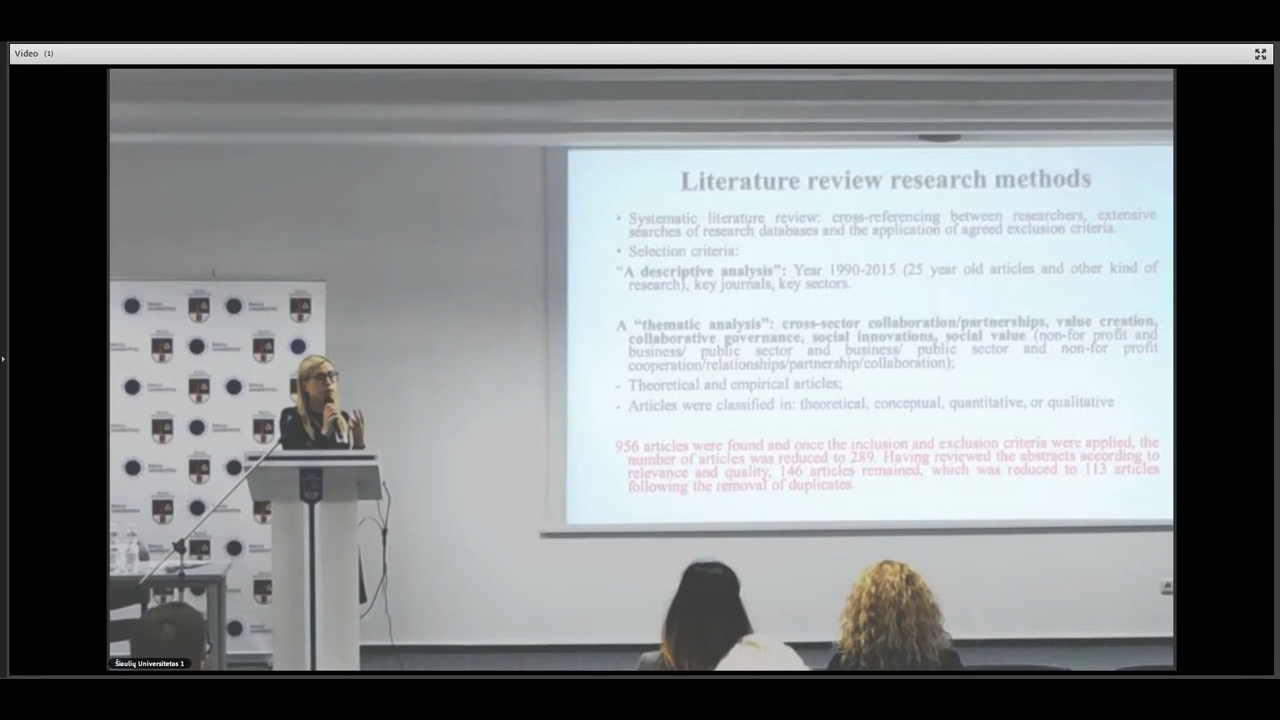 Video (1)
Literature review research methods
• Systematic literature review: cross-referencing between researchers, extensive
searches of research databases and the application of agreed exclusion criteria.
• Selection criteria:
"A descriptive analysis": Year 1990-2015 (25 year old articles and other kind of
research), key journals, key sectors.
A "thematic analysis": cross-sector collaboration/partnerships, value creation,
collaborative governance, social innovations, social value (non-for profit and
business/ public sector and business/ public sector and non-for profit
cooperation/relationships/partnership/collaboration);
- Theoretical and empirical articles;
- Articles were classified in: theoretical, conceptual, quantitative, or qualitative
956 articles were found and once the inclusion and exclusion criteria were applied, the
number of articles was reduced to 289. Having reviewed the abstracts according to
relevance and quality, 146 articles remained, which was reduced to 113 articles
following the removal of duplicates.
Šiaulių Universitetas 1